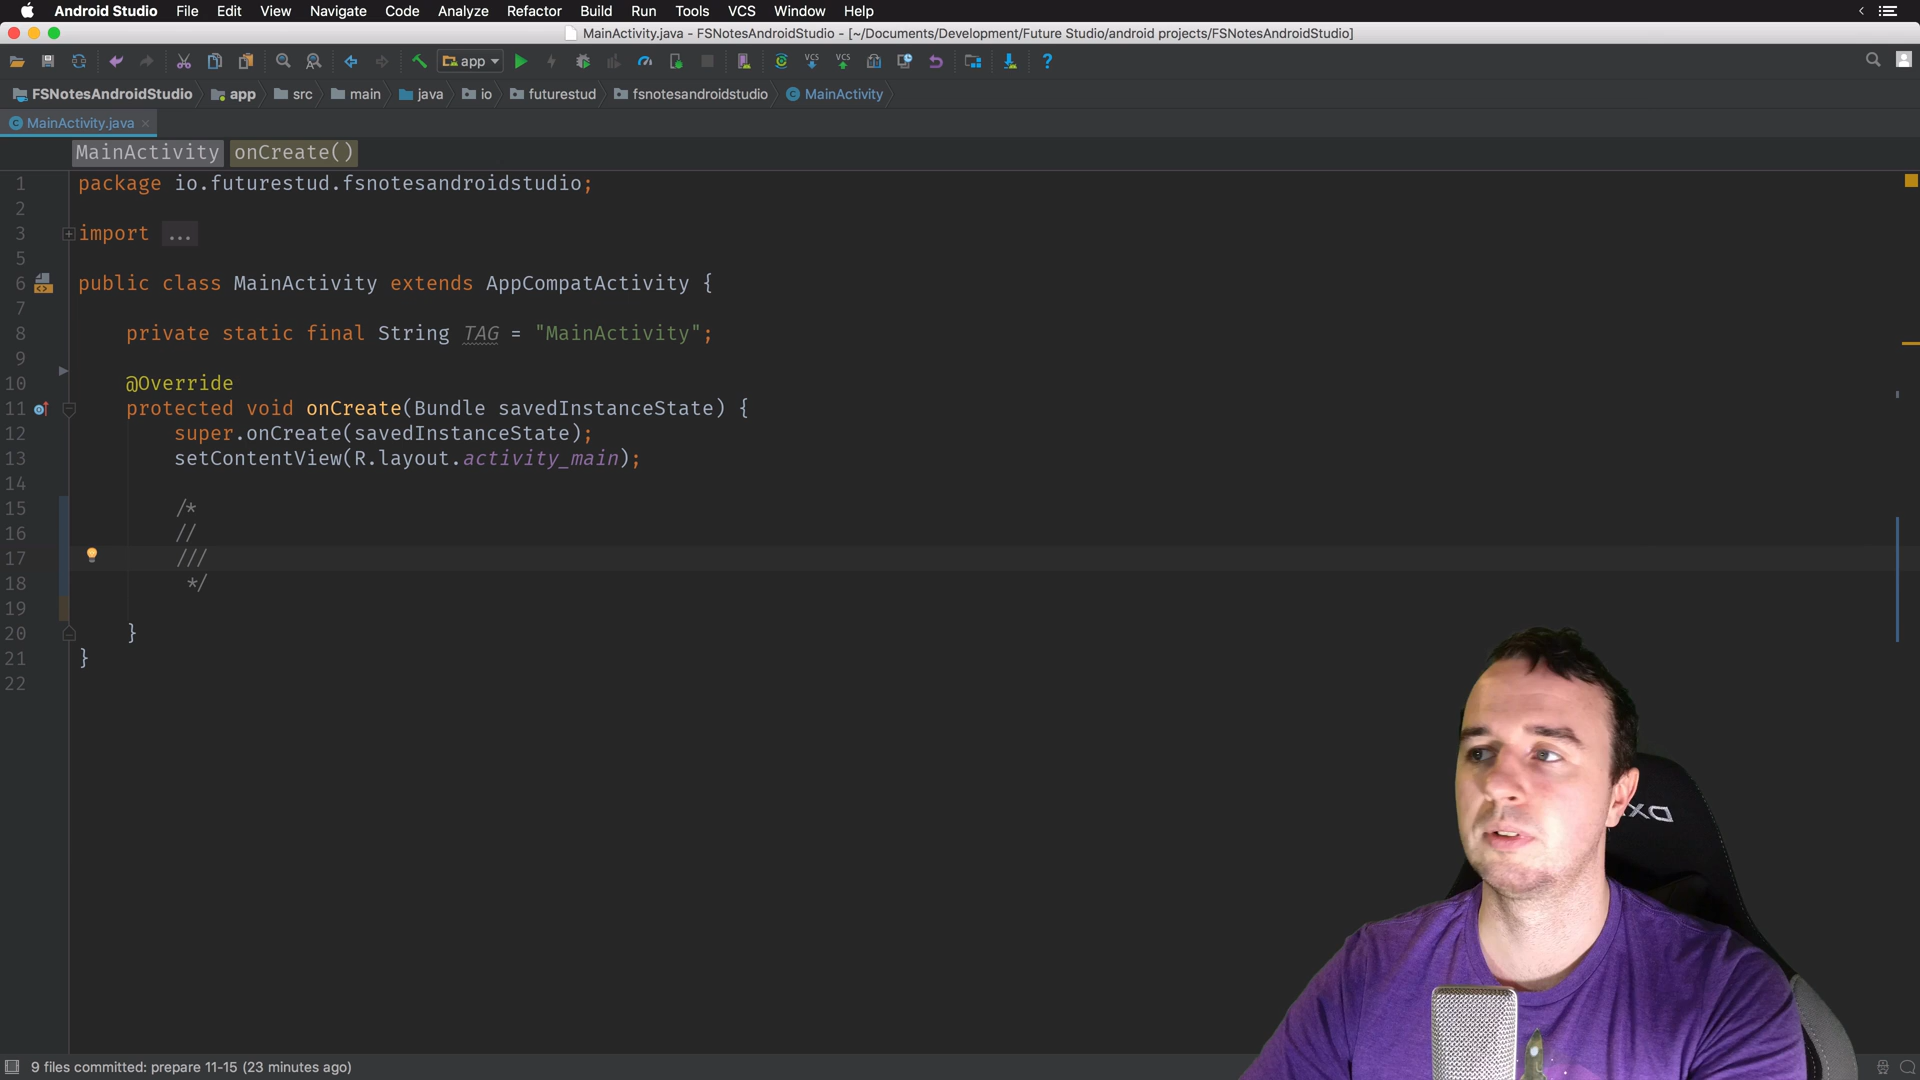 Android Studio File Edit View Navigate Code Analyze Refactor Build Run Tools VCS Window Help
MainActivity.java - FSNotesAndroidStudio - [~/Documents/Development/Future Studio/android projects/FSNotesAndroidStudio]
app VCS VCS ?
FSNotesAndroidStudio app src main java io futurestud fsnotesandroidstudio MainActivity
MainActivity.java
MainActivity onCreate()
1 package io.futurestud.fsnotesandroidstudio;
2
3 import ...
5
6 public class MainActivity extends AppCompatActivity {
7
8 private static final String TAG = "MainActivity";
9
10 @Override
11 protected void onCreate(Bundle savedInstanceState) {
12 super.onCreate(savedInstanceState);
13 setContentView(R.layout.activity_main);
14
15 /*
16 //
17 ///
18 */
19
20 }
21 }
22
DX
9 files committed: prepare 11-15 (23 minutes ago)